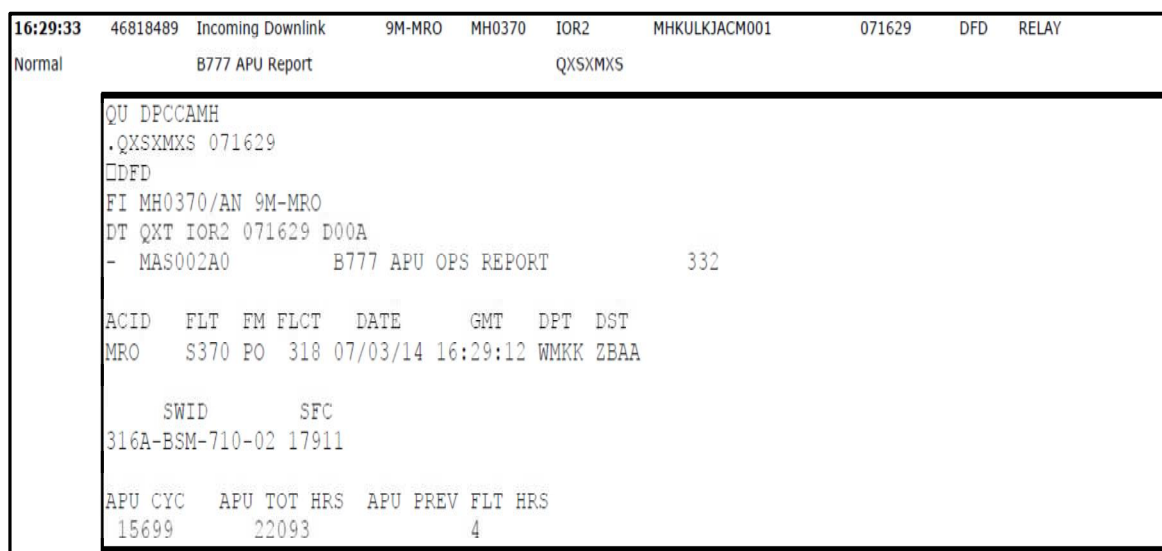 16:29:33 46818489 Incoming Downlink 9M-MRO MH0370 IOR2 MHKULKJACM001 071629 DFD RELAY
Normal B777 APU Report QXSXMXS
QU DPCCAMH
.QXSXMXS 071629
□DFD
FI MH0370/AN 9M-MRO
DT QXT IOR2 071629 D00A
- MAS002A0 B777 APU OPS REPORT 332
ACID FLT FM FLCT DATE GMT DPT DST
MRO S370 PO 318 07/03/14 16:29:12 WMKK ZBAA
SWID SFC
316A-BSM-710-02 17911
APU CYC APU TOT HRS APU PREV FLT HRS
15699 22093 4